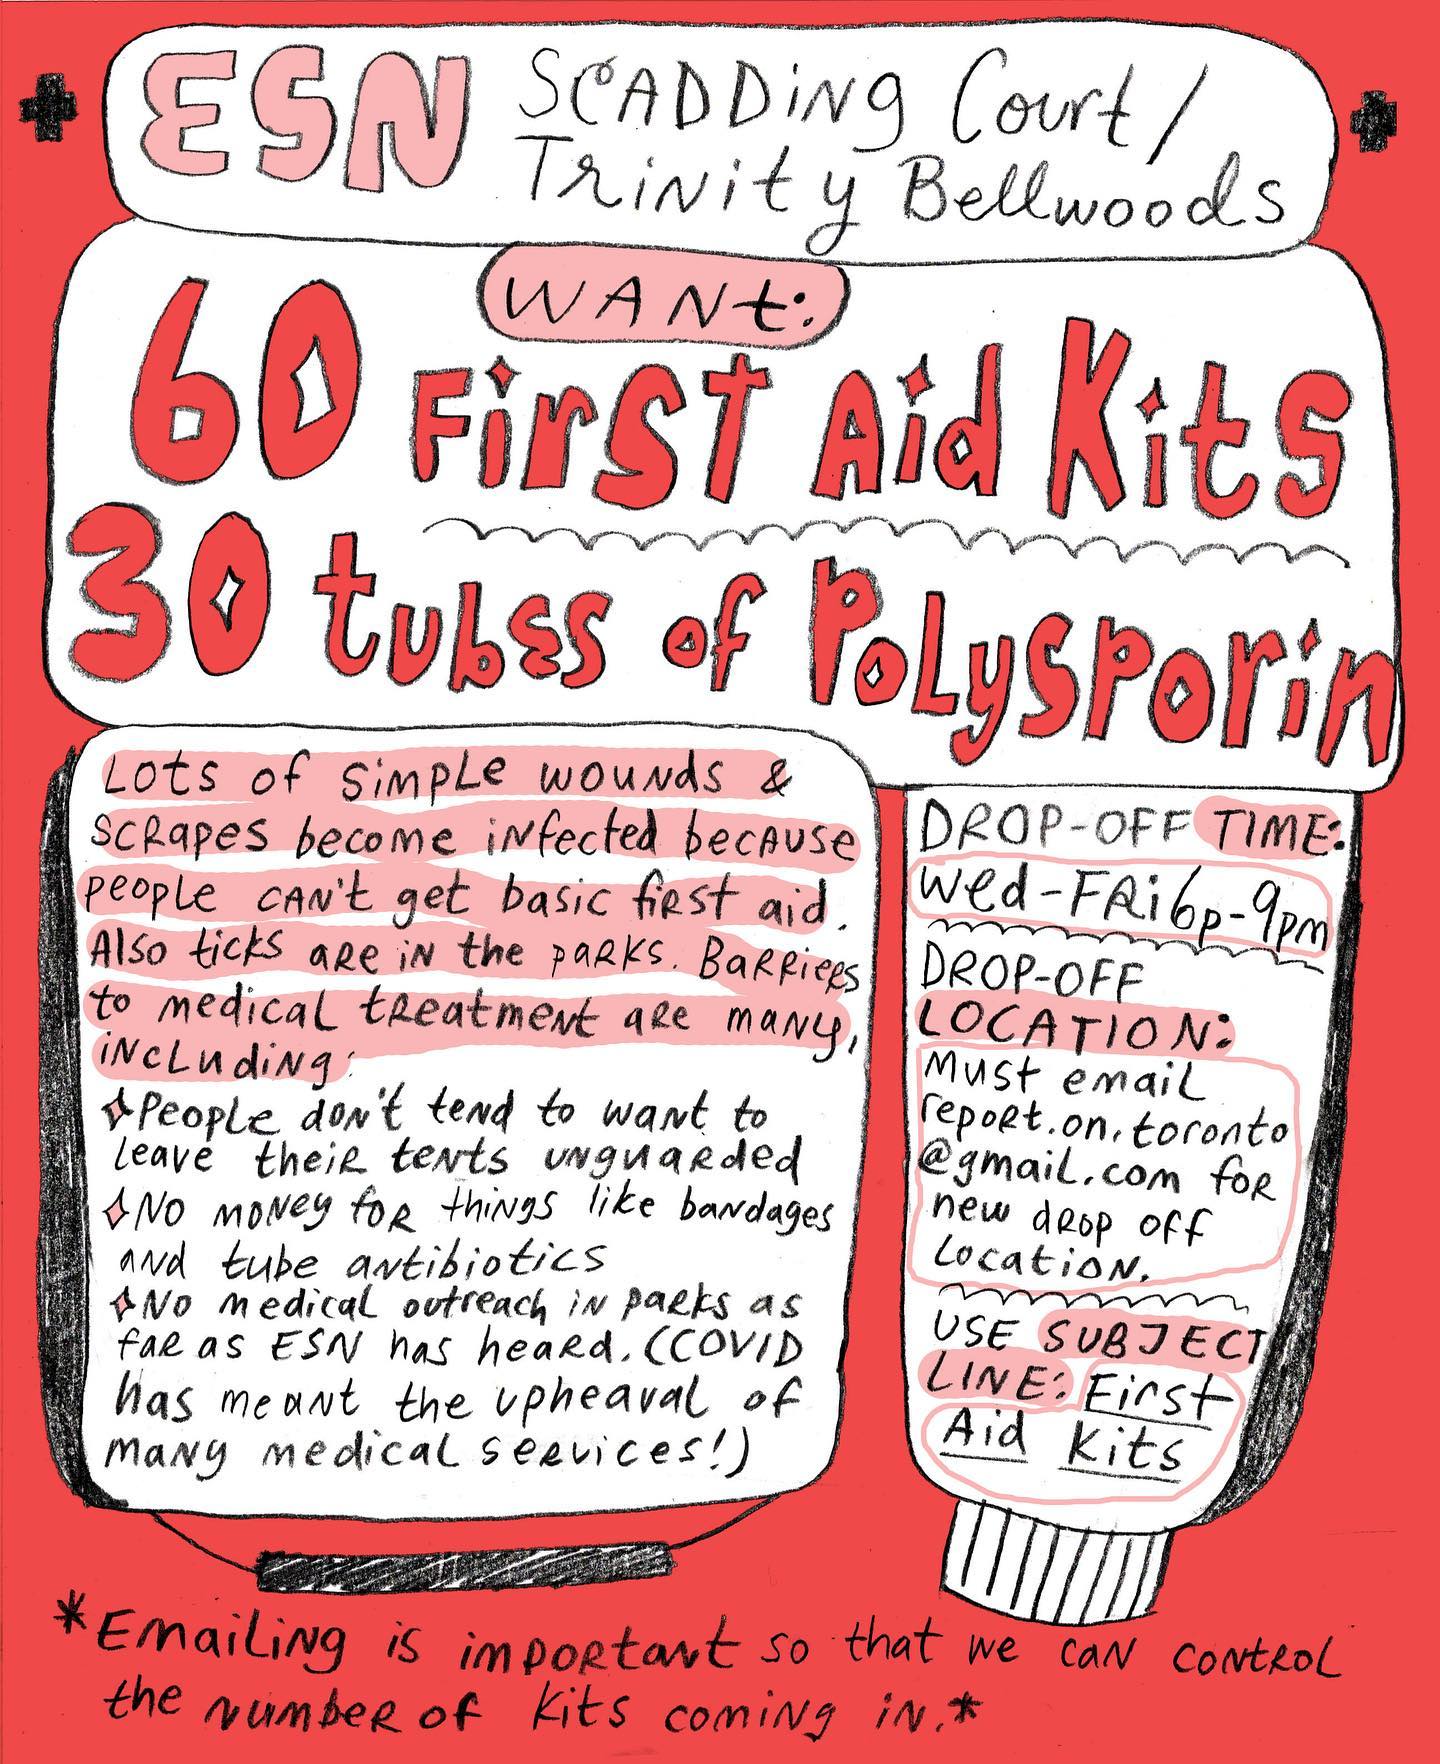 ESN SCADDING Court/
Trinity Bellwoods
WANt:
60 First Aid Kits
30 tubes of Polysporin
Lots of simple wounds &
scrapes become infected because
people can't get basic first aid.
Also ticks are in the parks. Barriers
to medical treatment are many,
including:
People don't tend to want to
leave their tents unguarded
No money for things like bandages
and tube antibiotics
No medical outreach in parks as
far as ESN has heard. (COVID
has meant the upheaval of
many medical services!)
DROP-OFF TIME:
Wed-FRi 6p-9pm
DROP-OFF
LOCATION:
Must email
report.on.toronto
@gmail.com for
new drop off
location.
USE SUBJECT
LINE: First
Aid Kits
*Emailing is important so that we can control
the number of kits coming in.*